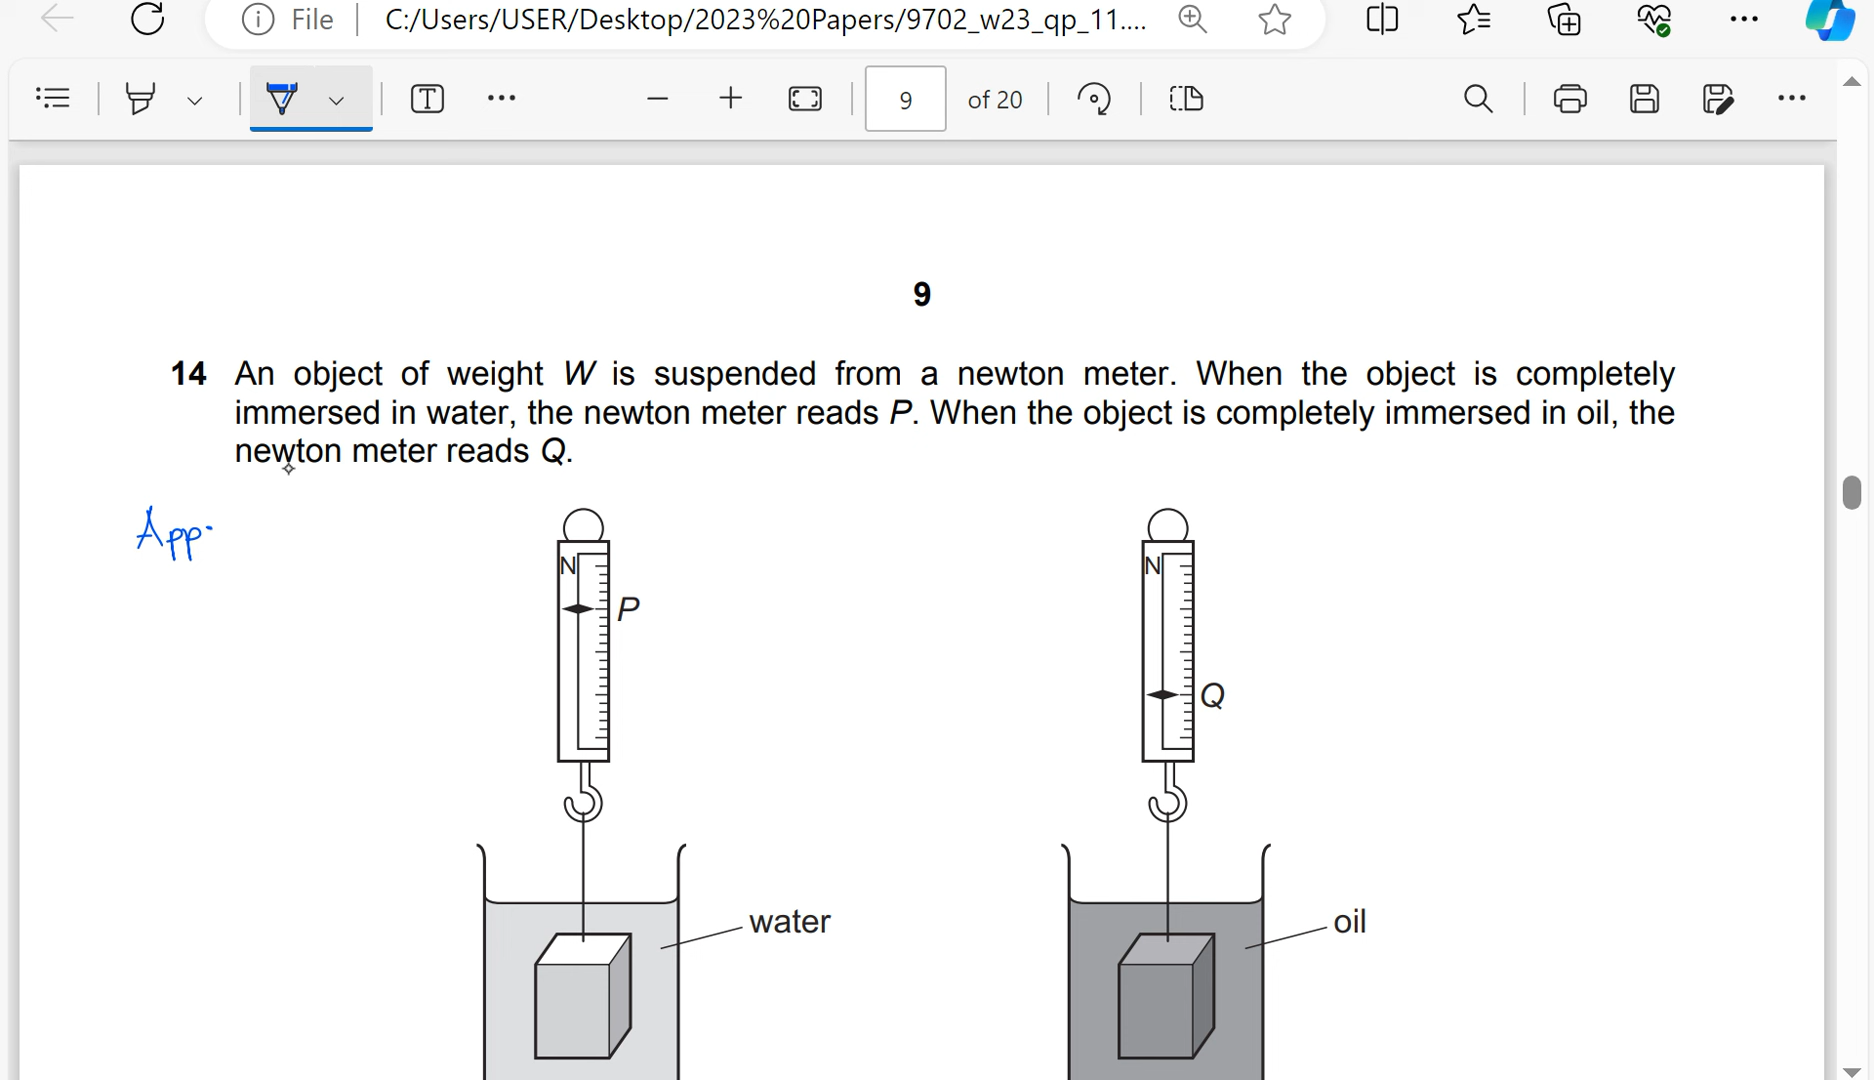 File C:/Users/USER/Desktop/2023%20Papers/9702_w23_qp_11....
T 9 of 20
9
14 An object of weight W is suspended from a newton meter. When the object is completely
immersed in water, the newton meter reads P. When the object is completely immersed in oil, the
newton meter reads Q.
App.
N N
P
Q
water oil